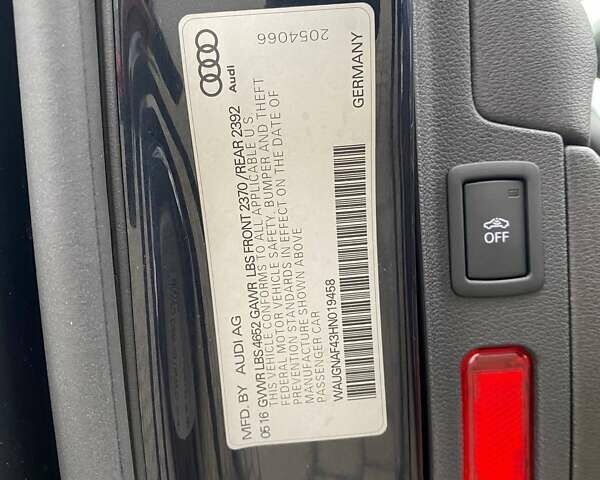 MFD. BY AUDI AG
05 16 GVWR LBS 4652 GAWR LBS FRONT 2370 /REAR 2392
THIS VEHICLE CONFORMS TO ALL APPLICABLE U.S.
FEDERAL MOTOR VEHICLE SAFETY. BUMPER AND THEFT
PREVENTION STANDARDS IN EFFECT ON THE DATE OF
MANUFACTURE SHOWN ABOVE
PASSENGER CAR
WAUGNAF43HN019458
Audi
2054066
GERMANY
OFF